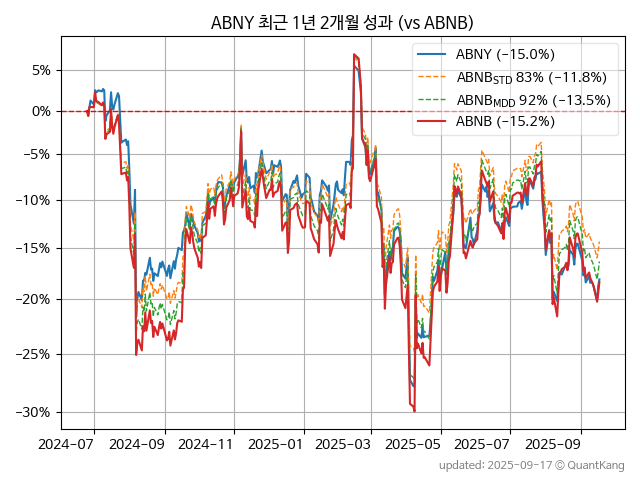 ABNY 최근 1년 2개월 성과 (vs ABNB)
ABNY (−15.0%)
ABNB_STD 83% (−11.8%)
ABNB_MDD 92% (−13.5%)
ABNB (−15.2%)
5%
0%
−5%
−10%
−15%
−20%
−25%
−30%
2024-07 2024-09 2024-11 2025-01 2025-03 2025-05 2025-07 2025-09
updated: 2025-09-17 © QuantKang